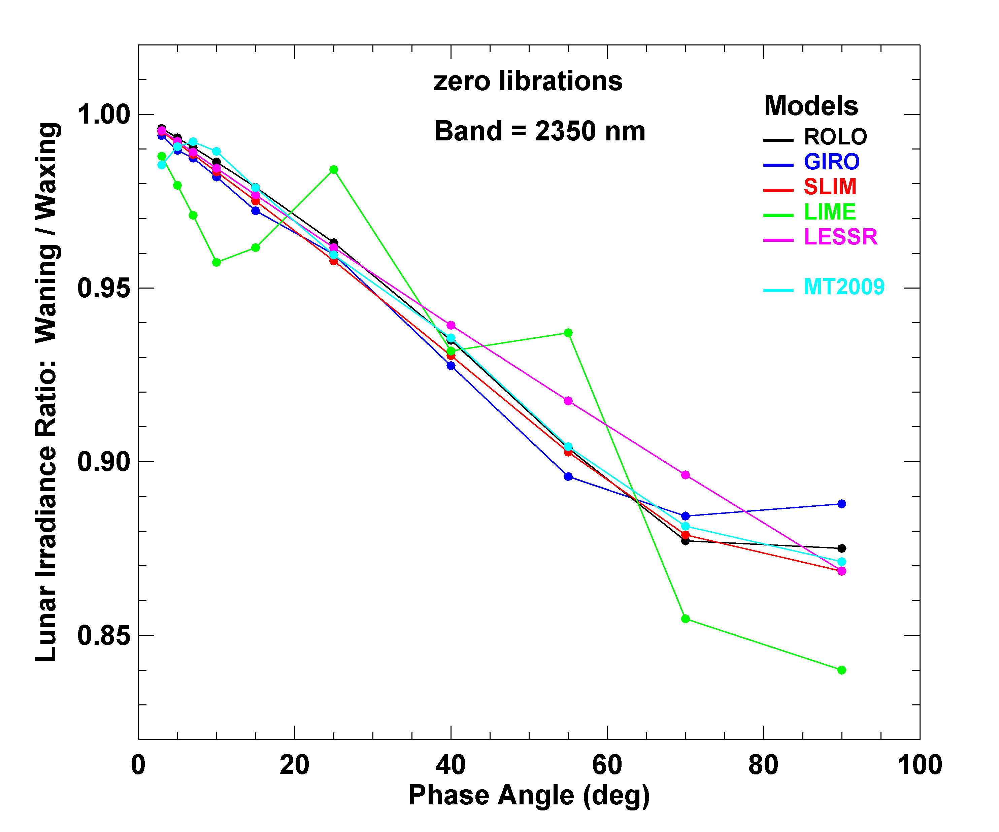 zero librations
Band = 2350 nm
Models
ROLO
GIRO
SLIM
LIME
LESSR
MT2009
Lunar Irradiance Ratio: Waning / Waxing
1.00
0.95
0.90
0.85
0 20 40 60 80 100
Phase Angle (deg)